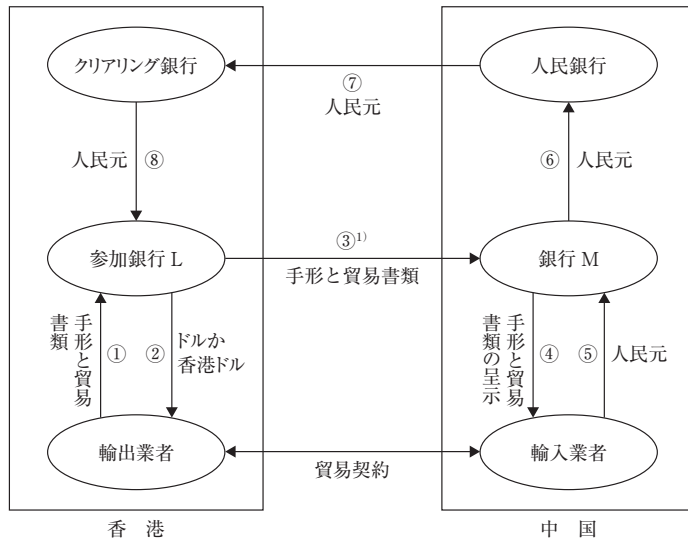 クリアリング銀行
人民銀行
⑦
人民元
人民元
⑧
⑥
人民元
参加銀行 L
③1)
手形と貿易書類
銀行 M
手形と貿易
書類
①
②
ドルか
香港ドル
手形と貿易
書類の呈示
④
⑤
人民元
輸出業者
貿易契約
輸入業者
香 港
中 国